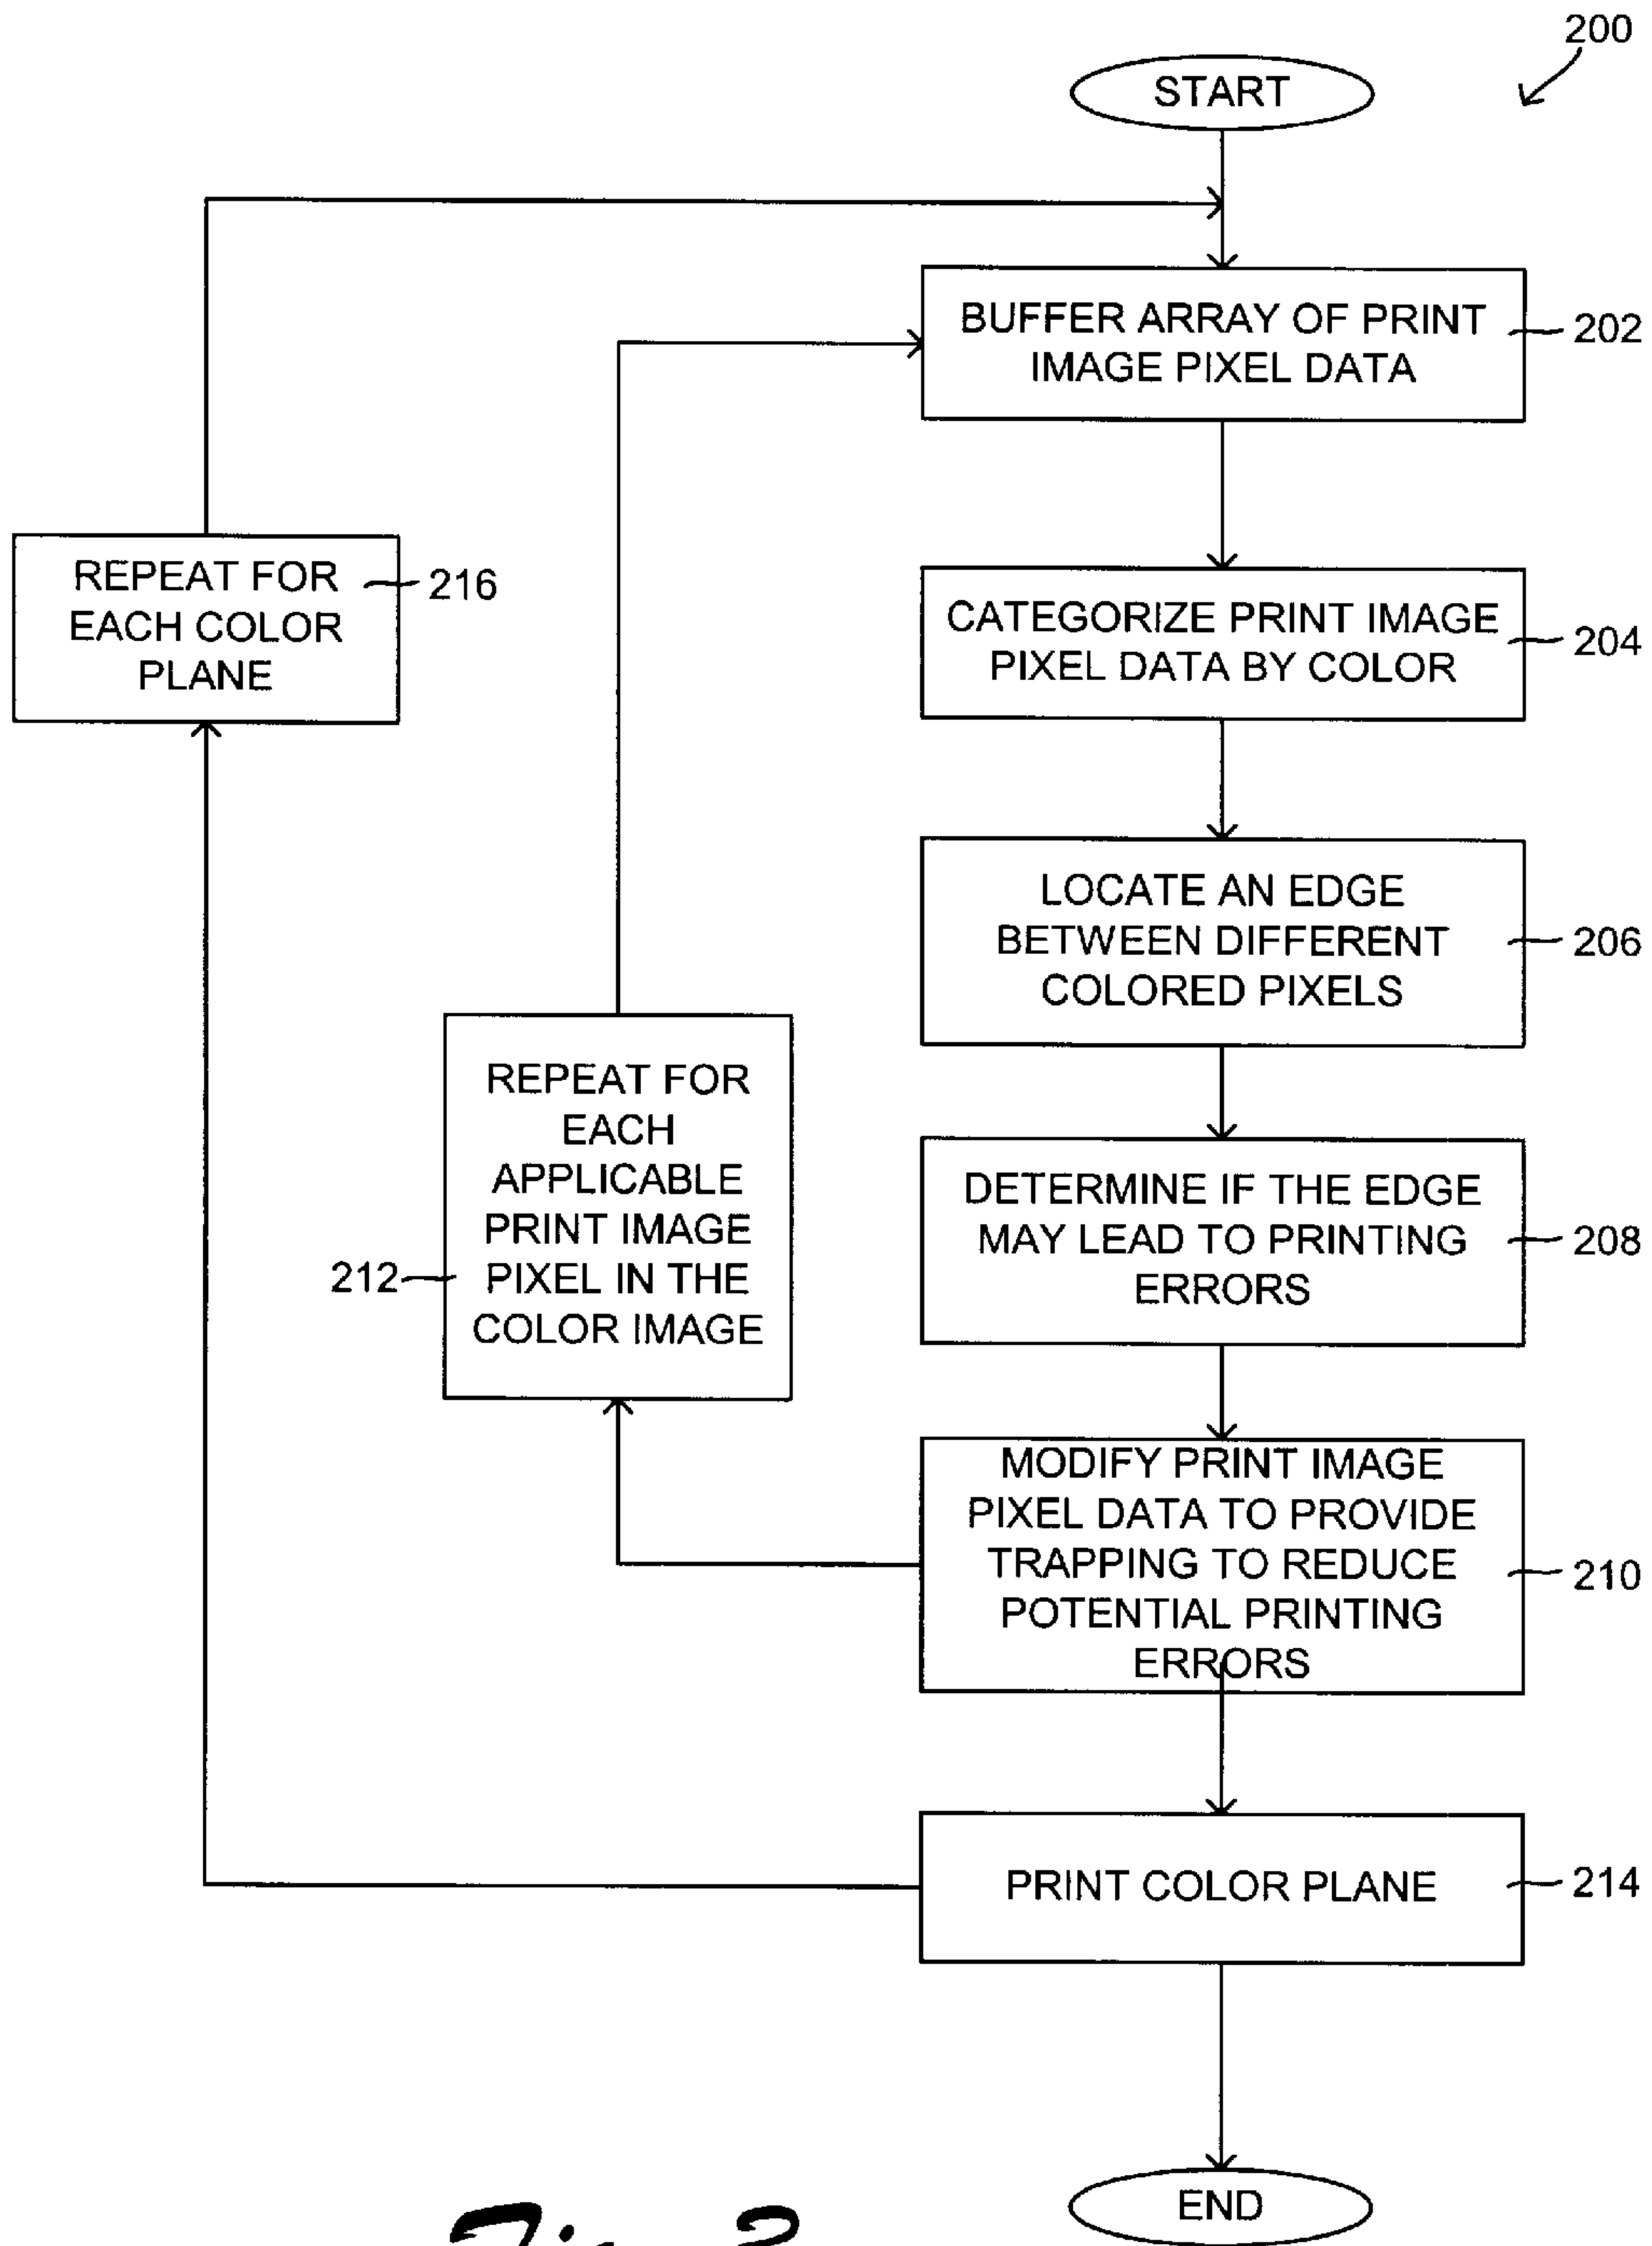 200
START
BUFFER ARRAY OF PRINT
IMAGE PIXEL DATA
202
REPEAT FOR
EACH COLOR
PLANE
216
CATEGORIZE PRINT IMAGE
PIXEL DATA BY COLOR
204
LOCATE AN EDGE
BETWEEN DIFFERENT
COLORED PIXELS
206
REPEAT FOR
EACH
APPLICABLE
PRINT IMAGE
PIXEL IN THE
COLOR IMAGE
212
DETERMINE IF THE EDGE
MAY LEAD TO PRINTING
ERRORS
208
MODIFY PRINT IMAGE
PIXEL DATA TO PROVIDE
TRAPPING TO REDUCE
POTENTIAL PRINTING
ERRORS
210
PRINT COLOR PLANE
214
END